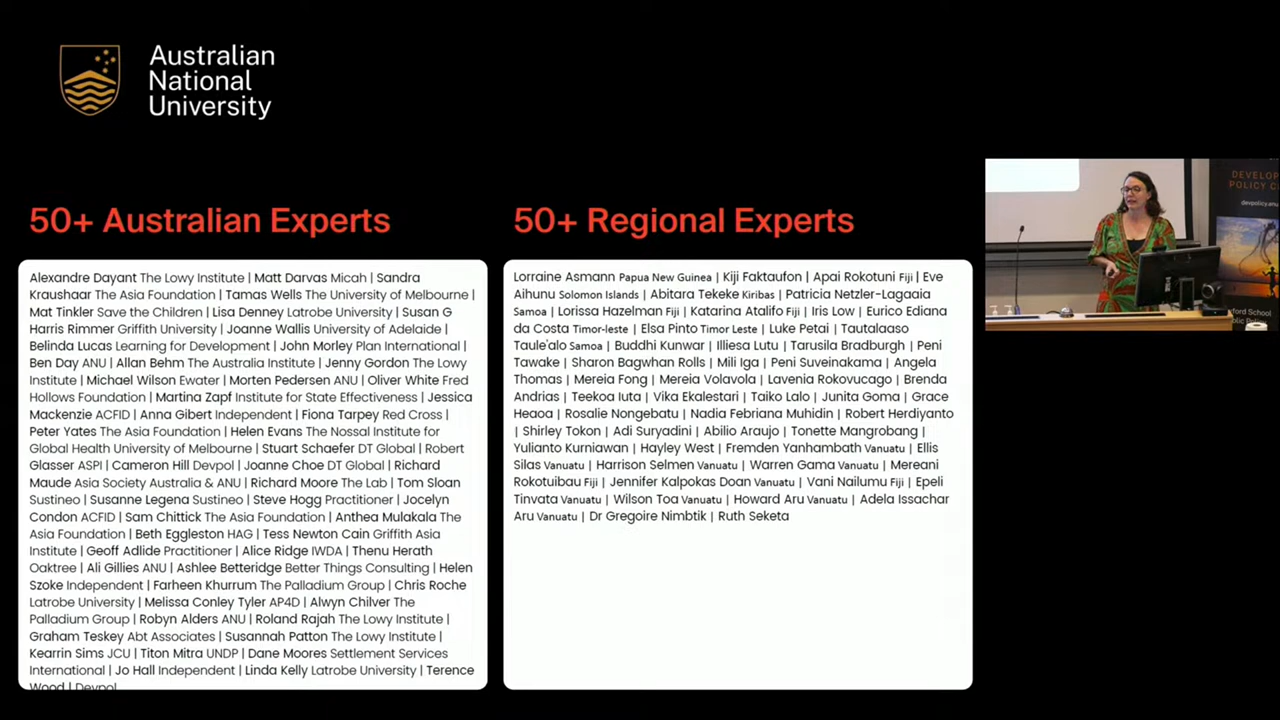 Australian
National
University
50+ Australian Experts
Alexandre Dayant The Lowy Institute | Matt Darvas Micah | Sandra
Kraushaar The Asia Foundation | Tamas Wells The University of Melbourne |
Mat Tinkler Save the Children | Lisa Denney Latrobe University | Susan G
Harris Rimmer Griffith University | Joanne Wallis University of Adelaide |
Belinda Lucas Learning for Development | John Morley Plan International |
Ben Day ANU | Allan Behm The Australia Institute | Jenny Gordon The Lowy
Institute | Michael Wilson Ewater | Morten Pedersen ANU | Oliver White Fred
Hollows Foundation | Martina Zapf Institute for State Effectiveness | Jessica
Mackenzie ACFID | Anna Gibert Independent | Fiona Tarpey Red Cross |
Peter Yates The Asia Foundation | Helen Evans The Nossal Institute for
Global Health University of Melbourne | Stuart Schaefer DT Global | Robert
Glasser ASPI | Cameron Hill Devpol | Joanne Choe DT Global | Richard
Maude Asia Society Australia & ANU | Richard Moore The Lab | Tom Sloan
Sustineo | Susanne Legena Sustineo | Steve Hogg Practitioner | Jocelyn
Condon ACFID | Sam Chittick The Asia Foundation | Anthea Mulakala The
Asia Foundation | Beth Eggleston HAG | Tess Newton Cain Griffith Asia
Institute | Geoff Adlide Practitioner | Alice Ridge IWDA | Thenu Herath
Oaktree | Ali Gillies ANU | Ashlee Betteridge Better Things Consulting | Helen
Szoke Independent | Farheen Khurrum The Palladium Group | Chris Roche
Latrobe University | Melissa Conley Tyler AP4D | Alwyn Chilver The
Palladium Group | Robyn Alders ANU | Roland Rajah The Lowy Institute |
Graham Teskey Abt Associates | Susannah Patton The Lowy Institute |
Kearrin Sims JCU | Titon Mitra UNDP | Dane Moores Settlement Services
International | Jo Hall Independent | Linda Kelly Latrobe University | Terence
Wood | Devpol
50+ Regional Experts
Lorraine Asmann Papua New Guinea | Kiji Faktaufon | Apai Rokotuni Fiji | Eve
Aihunu Solomon Islands | Abitara Tekeke Kiribas | Patricia Netzler-Lagaaia
Samoa | Lorissa Hazelman Fiji | Katarina Atalifo Fiji | Iris Low | Eurico Ediana
da Costa Timor-leste | Elsa Pinto Timor Leste | Luke Petai | Tautalaaso
Taule'alo Samoa | Buddhi Kunwar | Illiesa Lutu | Tarusila Bradburgh | Peni
Tawake | Sharon Bagwhan Rolls | Mili Iga | Peni Suveinakama | Angela
Thomas | Mereia Fong | Mereia Volavola | Lavenia Rokovucago | Brenda
Andrias | Teekoa Iuta | Vika Ekalestari | Taiko Lalo | Junita Goma | Grace
Heaoa | Rosalie Nongebatu | Nadia Febriana Muhidin | Robert Herdiyanto
| Shirley Tokon | Adi Suryadini | Abilio Araujo | Tonette Mangrobang |
Yulianto Kurniawan | Hayley West | Fremden Yanhambath Vanuatu | Ellis
Silas Vanuatu | Harrison Selmen Vanuatu | Warren Gama Vanuatu | Mereani
Rokotuibau Fiji | Jennifer Kalpokas Doan Vanuatu | Vani Nailumu Fiji | Epeli
Tinvata Vanuatu | Wilson Toa Vanuatu | Howard Aru Vanuatu | Adela Issachar
Aru Vanuatu | Dr Gregoire Nimbtik | Ruth Seketa
DEVELOP
POLICY C
devpolicy.anu
ford School
blic Policy